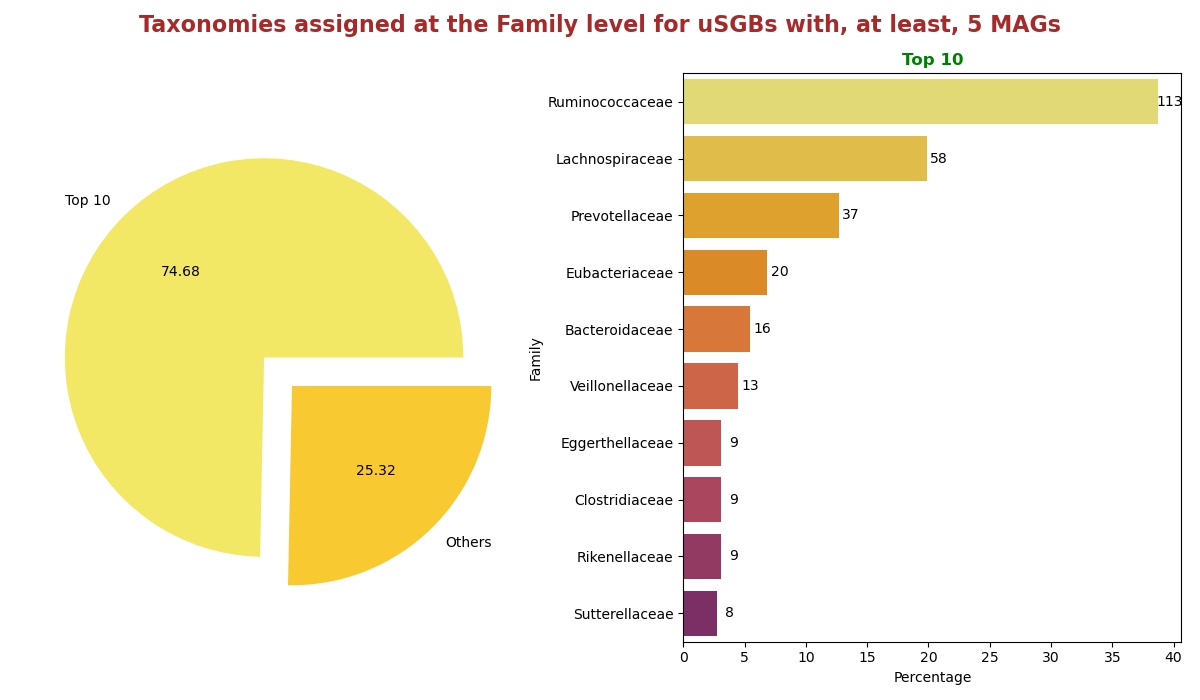 Taxonomies assigned at the Family level for uSGBs with, at least, 5 MAGs
Top 10
74.68
25.32
Others
Top 10
Family
Ruminococcaceae 113
Lachnospiraceae 58
Prevotellaceae 37
Eubacteriaceae 20
Bacteroidaceae 16
Veillonellaceae 13
Eggerthellaceae 9
Clostridiaceae 9
Rikenellaceae 9
Sutterellaceae 8
0 5 10 15 20 25 30 35 40
Percentage